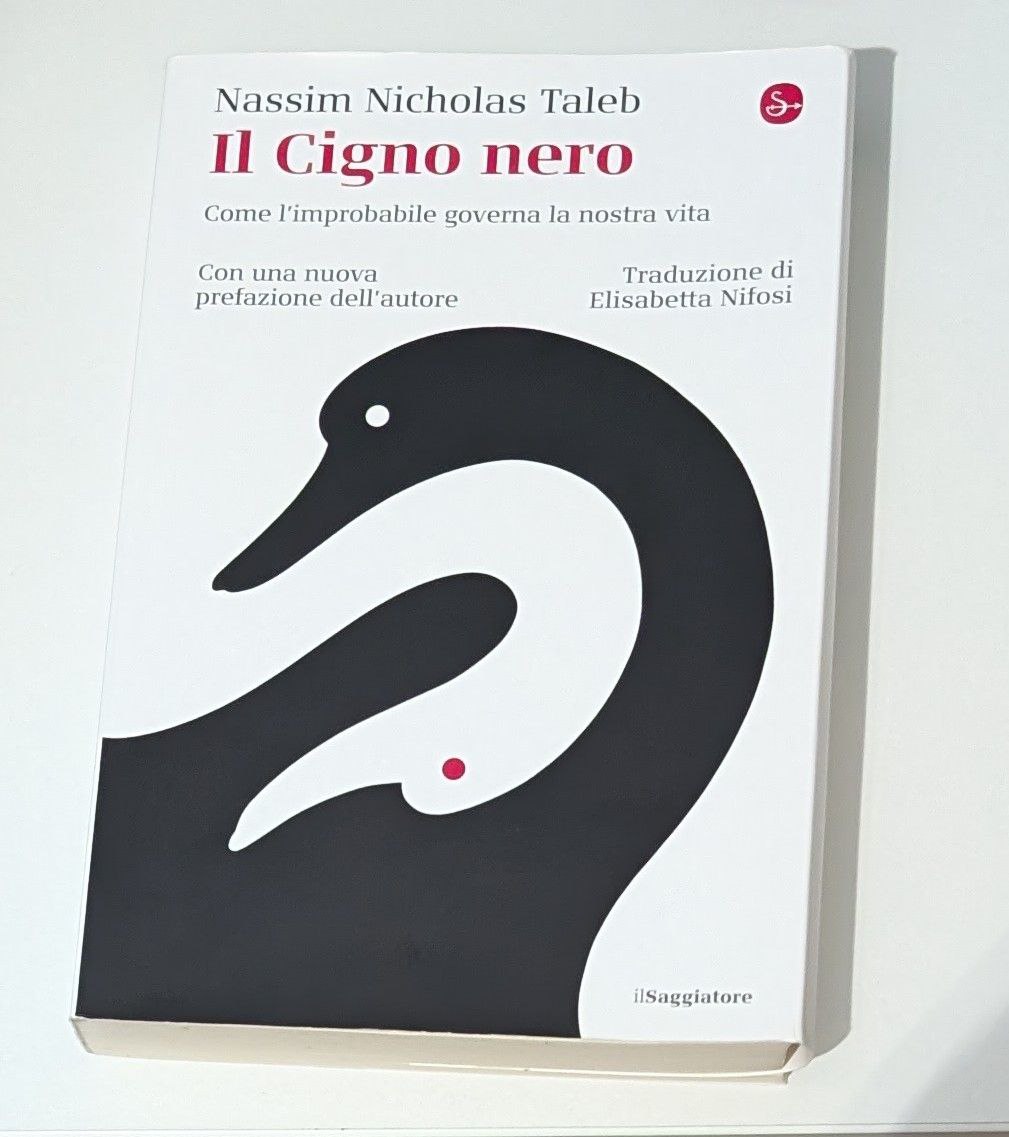 Nassim Nicholas Taleb
Il Cigno nero
Come l'improbabile governa la nostra vita
Con una nuova
prefazione dell'autore
Traduzione di
Elisabetta Nifosi
ilSaggiatore